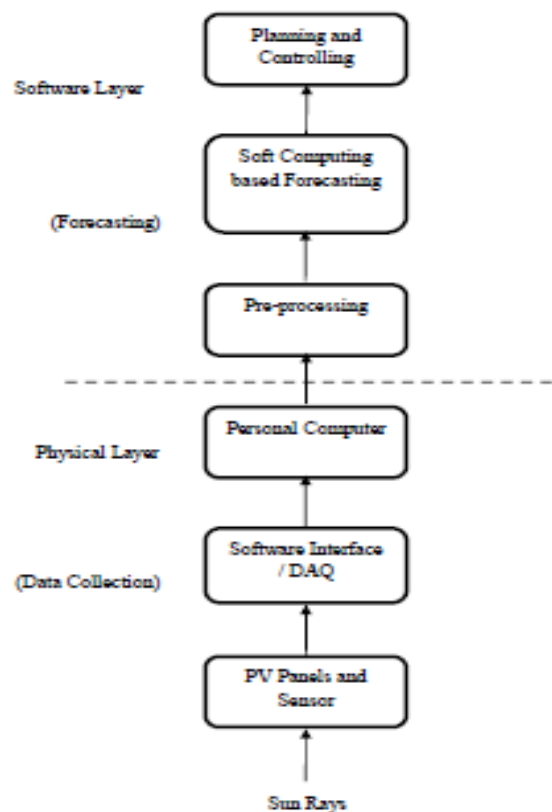 Planning and
Controlling
Software Layer
Soft Computing
based Forecasting
(Forecasting)
Pre-processing
Personal Computer
Physical Layer
Software Interface
/ DAQ
(Data Collection)
PV Panels and
Sensor
Sun Rays